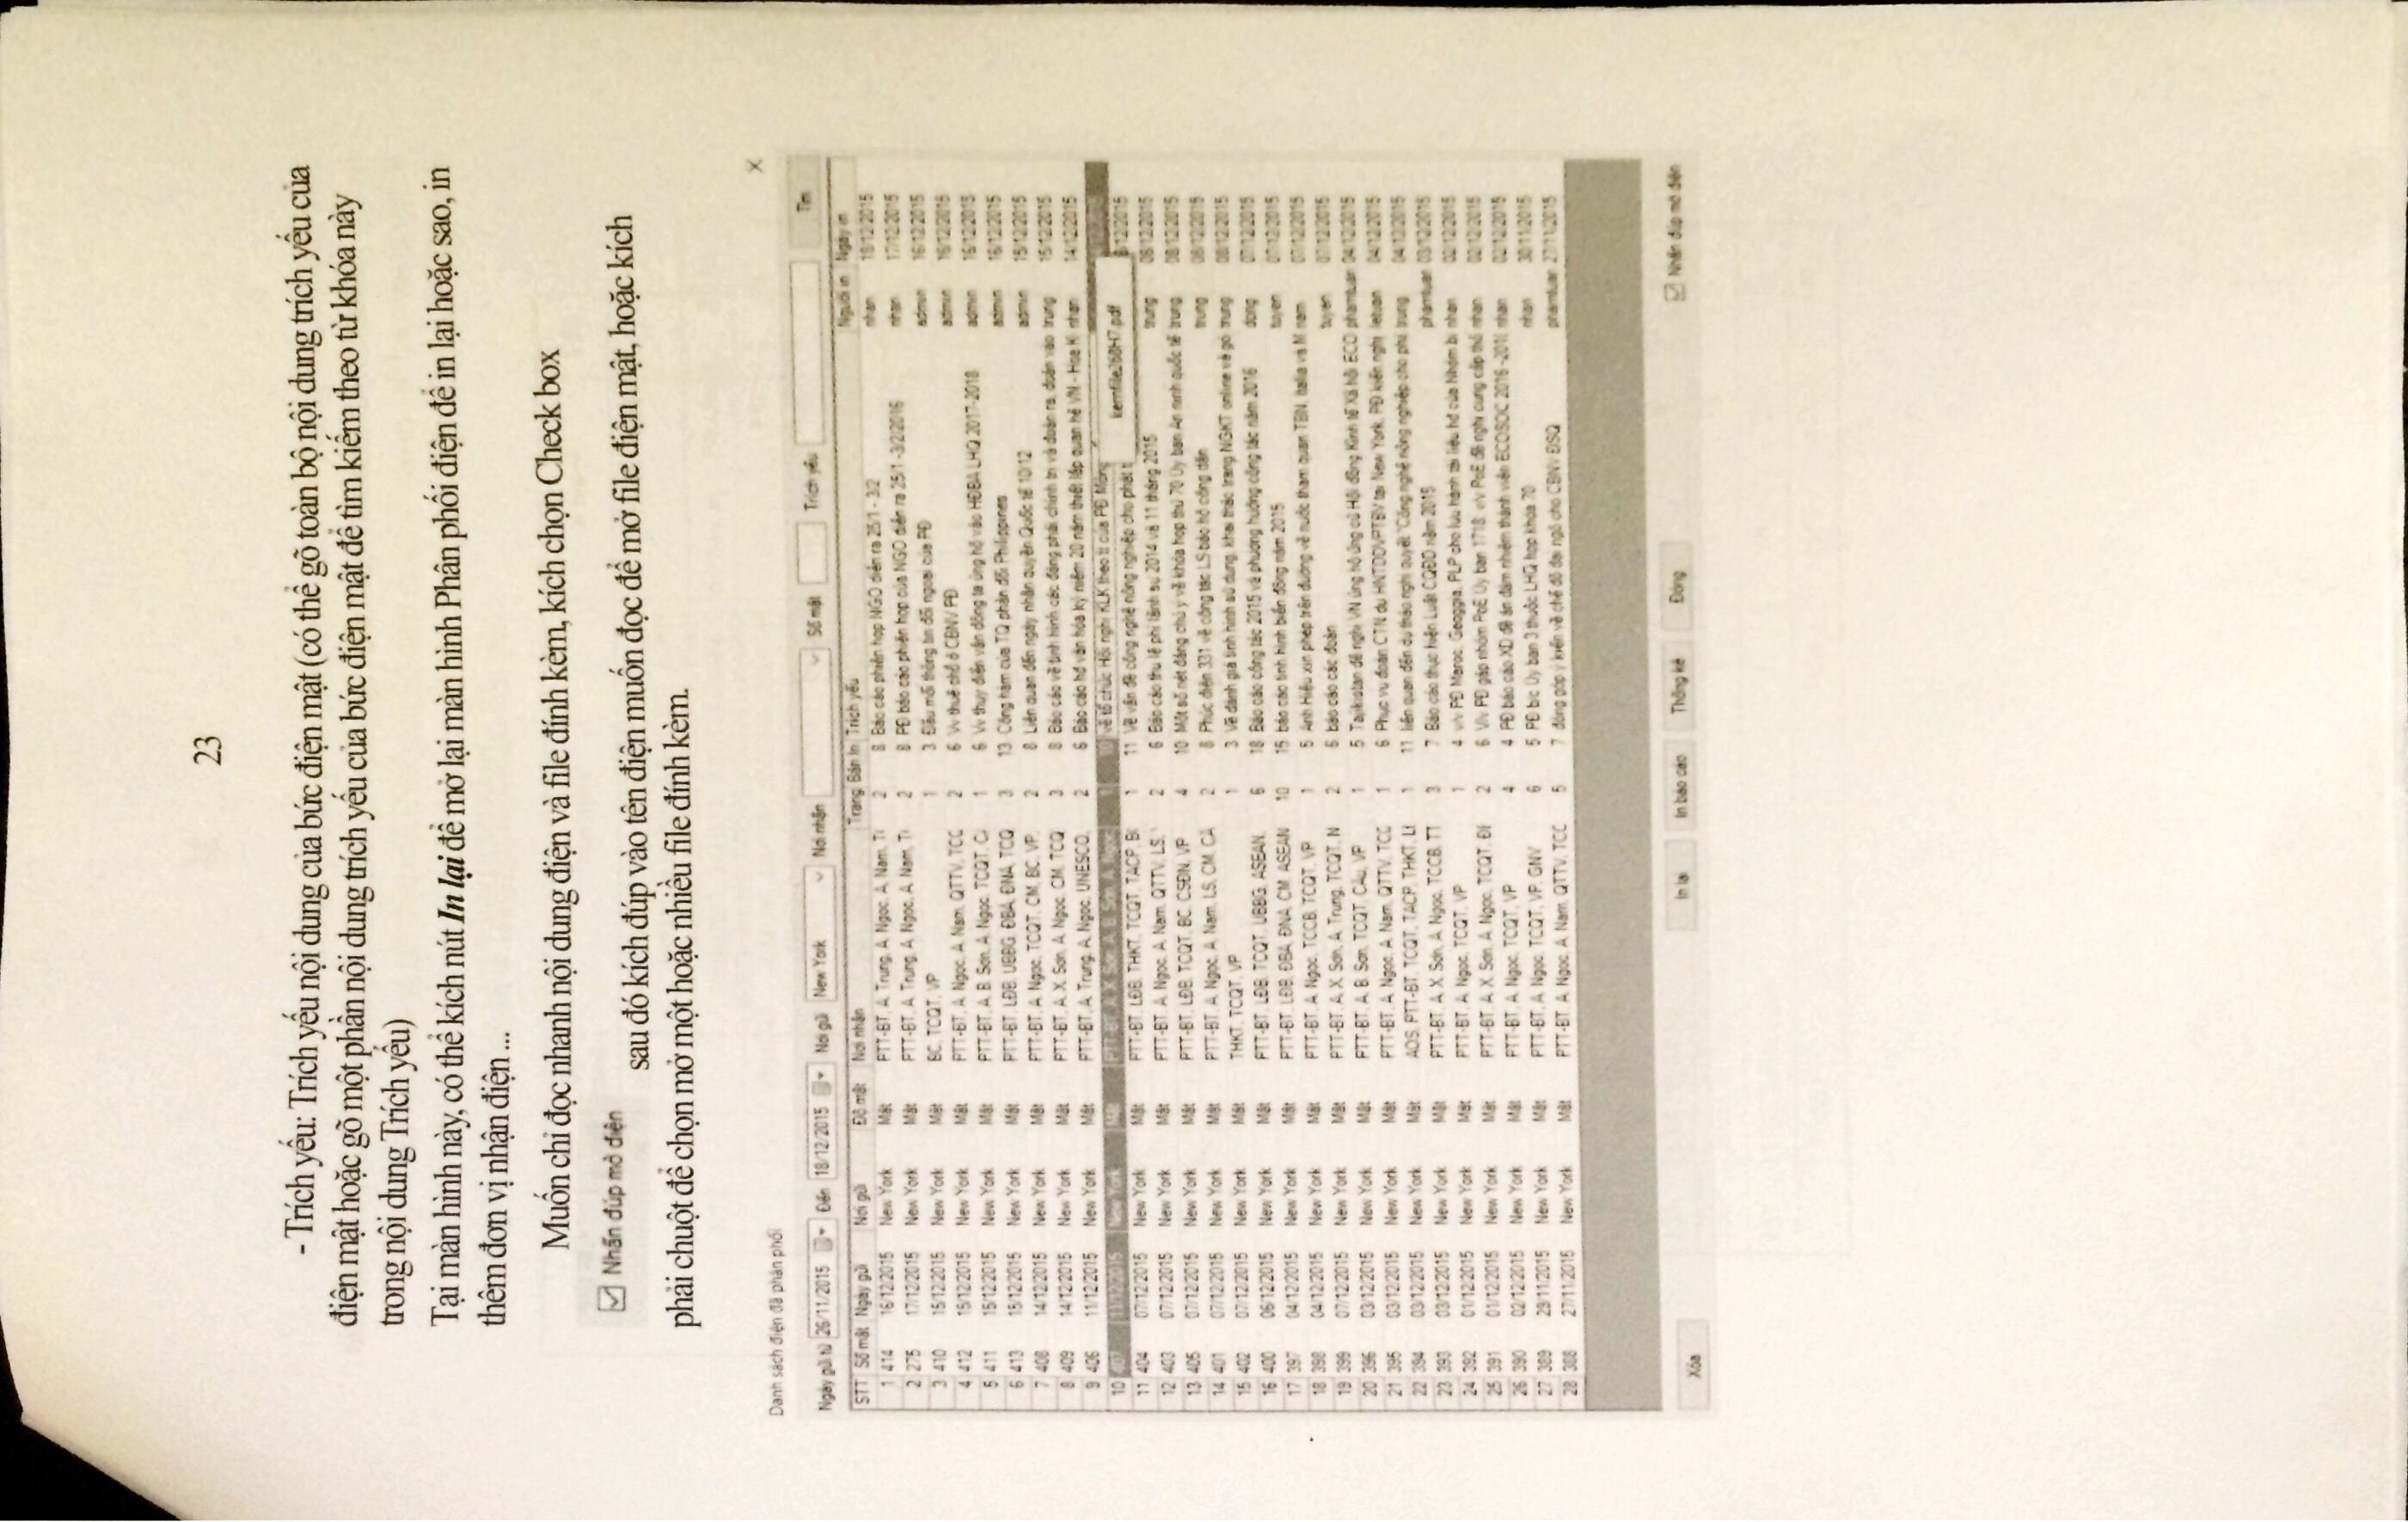 23
- Trích yếu: Trích yếu nội dung của bức điện mật (có thể gõ toàn bộ nội dung trích yếu của
điện mật hoặc gõ một phần nội dung trích yếu của bức điện mật để tìm kiếm theo từ khóa này
trong nội dung Trích yếu)
Tại màn hình này, có thể kích nút In lại để mở lại màn hình Phân phối điện để in lại hoặc sao, in
thêm đơn vị nhận điện ...
Muốn chỉ đọc nhanh nội dung điện và file đính kèm, kích chọn Check box
Nhấn đúp mở điện sau đó kích đúp vào tên điện muốn đọc để mở file điện mật, hoặc kích
phải chuột để chọn mở một hoặc nhiều file đính kèm.
Danh sách điện đã phân phối
Ngày gửi từ 26/11/2015 Đến 18/12/2015 Nơi gửi New York Nơi nhận Số mật Trích yếu Tìm
STT Số mật Ngày gửi Nơi gửi Độ mật Nơi nhận Trang Bản In Trích yếu Người in Ngày in
1 414 16/12/2015 New York Mật PTT-BT, A. Trung, A. Ngọc, A. Nam, 2 8 Báo cáo phiên họp NGO diễn ra 25/1 - 3/2 nhan 18/12/2015
2 275 17/12/2015 New York Mật PTT-BT, A. Trung, A. Ngọc, A. Nam, 2 8 PĐ báo cáo phiên họp của NGO diễn ra 25/1 -3/2/2016 nhan 17/12/2015
3 410 15/12/2015 New York Mật BC, TCQT, VP 1 3 Đầu mối thông tin đối ngoại của PĐ admin 16/12/2015
4 412 15/12/2015 New York Mật PTT-BT, A. Ngọc, A. Nam, QTTV, TCC 2 6 Vv thuê chỗ ở CBNV PĐ admin 16/12/2015
5 411 15/12/2015 New York Mật PTT-BT, A. B. Sơn, A. Ngọc, TCQT, 1 6 Vv thụy điển vận động ta ủng hộ vào HĐBA LHQ 2017-2018 admin 16/12/2015
6 413 15/12/2015 New York Mật PTT-BT, LĐB, UBBG, ĐBA, ĐNA, TCQ 3 13 Công hàm của TQ phản đối Philippines admin 16/12/2015
7 408 14/12/2015 New York Mật PTT-BT, A. Ngọc, TCQT, CM, BC, VP, 2 8 Liên quan đến ngày nhân quyền Quốc tế 10/12 admin 15/12/2015
8 409 14/12/2015 New York Mật PTT-BT, A. X. Sơn, A. Ngọc, CM, TCQ 3 8 Báo cáo về tình hình các đảng phái chính trị và đoàn ra, đoàn vào trung 15/12/2015
9 406 11/12/2015 New York Mật PTT-BT, A. Trung, A. Ngọc, UNESCO, 2 6 Báo cáo hđ văn hóa kỷ niệm 20 năm thiết lập quan hệ VN - Hoa K nhan 14/12/2015
10 407 11/12/2015 New York Mật PTT-BT, A. X. Sơn, A. B. Sơn, A. Ngọc về tổ chức Hội nghị KLK theo của PĐ Mông kemfile268H7.pdf
11 404 07/12/2015 New York Mật PTT-BT, LĐB, THKT, TCQT, TACP, 1 11 Về vấn đề công nghệ nông nghiệp cho phát t 8/12/2015
12 403 07/12/2015 New York Mật PTT-BT, A. Ngọc, A. Nam, QTTV, LS, 2 6 Báo cáo thu lệ phí lãnh sự 2014 và 11 tháng 2015 trung 08/12/2015
13 405 07/12/2015 New York Mật PTT-BT, LĐB, TCQT, BC, CSĐN, VP 4 10 Một số nét đáng chú ý về khóa họp thứ 70 Ủy ban An ninh quốc tế trung 08/12/2015
14 401 07/12/2015 New York Mật PTT-BT, A. Ngọc, A. Nam, LS, CM, CA 2 8 Phúc điện 331 về công tác LS bảo hộ công dân trung 08/12/2015
15 402 07/12/2015 New York Mật THKT, TCQT, VP 1 3 Về đánh giá tình hình sử dụng, khai thác trang NGKT online và gó trung 08/12/2015
16 400 06/12/2015 New York Mật PTT-BT, LĐB, TCQT, UBBG, ASEAN, 6 18 Báo cáo công tác 2015 và phương hướng công tác năm 2016 dong 07/12/2015
17 397 04/12/2015 New York Mật PTT-BT, LĐB, ĐBA, ĐNA, CM, ASEAN 10 15 báo cáo tình hình biển đông năm 2015 tuyen 07/12/2015
18 398 04/12/2015 New York Mật PTT-BT, A. Ngọc, TCCB, TCQT, VP 1 5 Anh Hiệu xin phép trên đường về nước tham quan TBN, Italia và M nam 07/12/2015
19 399 07/12/2015 New York Mật PTT-BT, A. X. Sơn, A. Trung, TCQT, N 2 6 báo cáo các đoàn tuyen 07/12/2015
20 396 03/12/2015 New York Mật PTT-BT, A. B. Sơn, TCQT, CÂu, VP 1 5 Tajikistan đề nghị VN ủng hộ ứng cử Hội đồng Kinh tế Xã hội ECO phamtuan 04/12/2015
21 395 03/12/2015 New York Mật PTT-BT, A. Ngọc, A. Nam, QTTV, TCC 1 6 Phục vụ đoàn CTN dự HNTDDVPTBV tại New York, PĐ kiến nghị letuan 04/12/2015
22 394 03/12/2015 New York Mật AOS, PTT-BT, TCQT, TACP, THKT, 1 11 liên quan đến dự thảo nghị quyết "Công nghệ nông nghiệp cho phá trung 04/12/2015
23 393 03/12/2015 New York Mật PTT-BT, A. X. Sơn, A. Ngọc, TCCB, TT 3 7 Báo cáo thực hiện Luật CQĐD năm 2015 phamtuan 03/12/2015
24 392 01/12/2015 New York Mật PTT-BT, A. Ngọc, TCQT, VP 1 4 v/v PĐ Maroc, Geoggia, PLP cho lưu hành tài liệu hđ của Nhóm b nhan 02/12/2015
25 391 01/12/2015 New York Mật PTT-BT, A. X. Sơn, A. Ngọc, TCQT, 2 6 V/v PĐ gặp nhóm PoE Ủy ban 1718, v/v PoE đề nghị cung cấp thô nhan 02/12/2015
26 390 02/12/2015 New York Mật PTT-BT, A. Ngọc, TCQT, VP 4 4 PĐ báo cáo XD đề án đảm nhiệm thành viên ECOSOC 2016 -201 nhan 02/12/2015
27 389 29/11/2015 New York Mật PTT-BT, A. Ngọc, TCQT, VP, GNV 6 5 PĐ b/c Ủy ban 3 thuộc LHQ họp khóa 70 nhan 30/11/2015
28 388 27/11/2015 New York Mật PTT-BT, A. Ngọc, A. Nam, QTTV, TCC 5 7 đóng góp ý kiến về chế độ đãi ngộ cho CBNV ĐSQ phamtuan 27/11/2015
Xóa In lại In báo cáo Thống kê Đóng Nhấn đúp mở điện